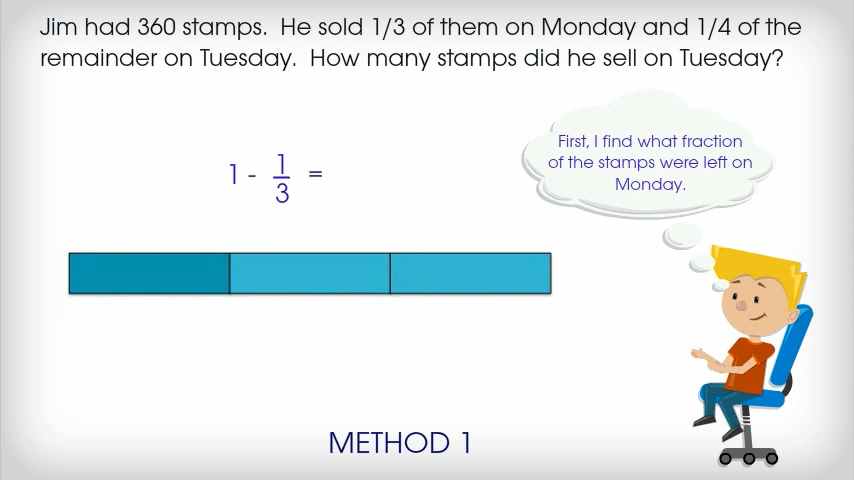 Jim had 360 stamps. He sold 1/3 of them on Monday and 1/4 of the
remainder on Tuesday. How many stamps did he sell on Tuesday?
First, I find what fraction
of the stamps were left on
Monday.
1 - 1/3 =
METHOD 1